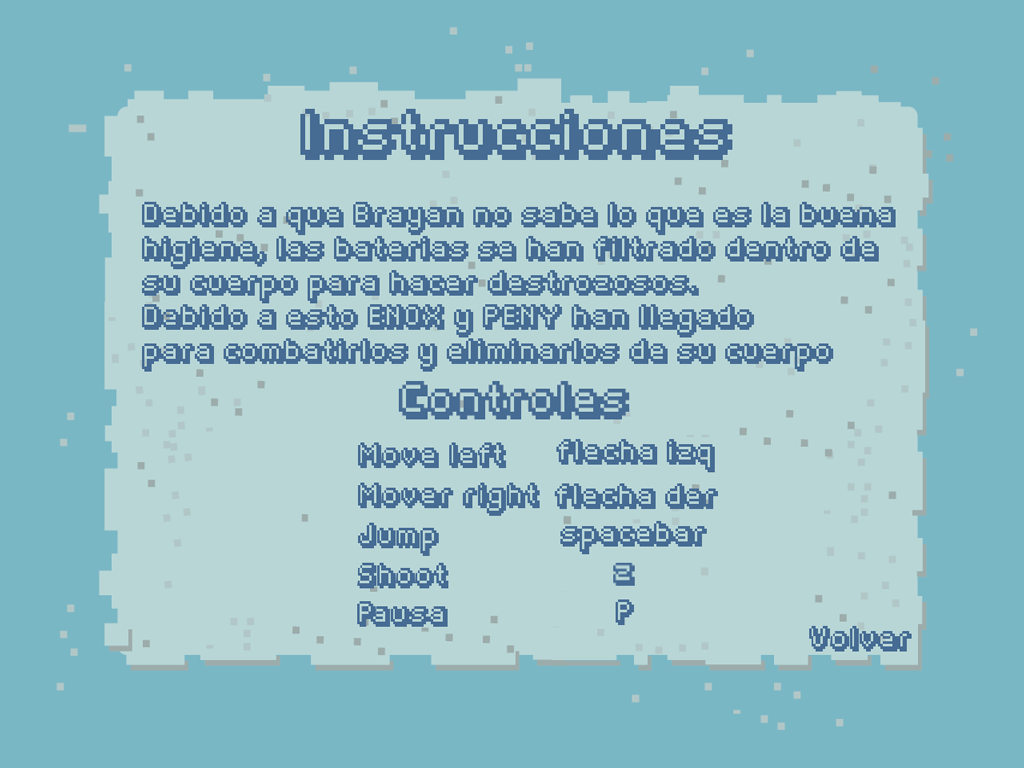 Instrucciones
Debido a que Brayan no sabe lo que es la buena
higiene, las baterias se han filtrado dentro de
su cuerpo para hacer destrozosos.
Debido a esto ENOX y PENY han llegado
para combatirlos y eliminarlos de su cuerpo
Controles
Move left flecha izq
Mover right flecha der
Jump spacebar
Shoot Z
Pausa P
Volver